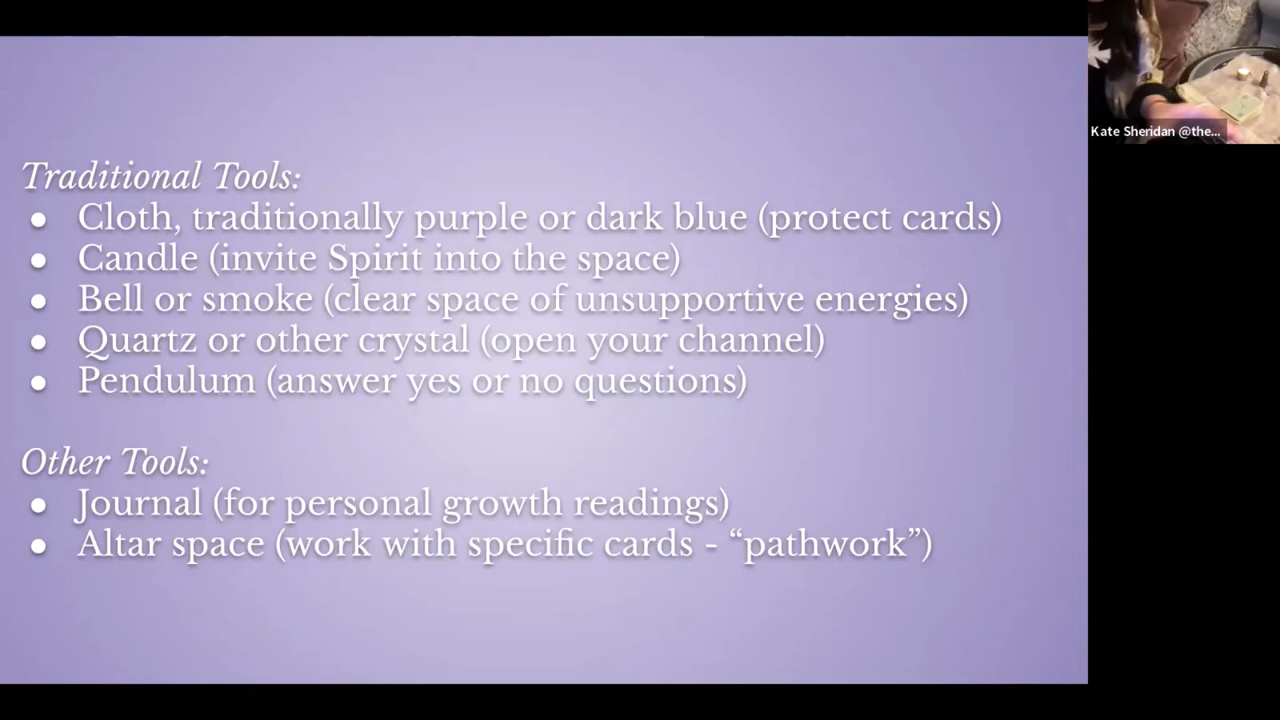 Traditional Tools:
● Cloth, traditionally purple or dark blue (protect cards)
● Candle (invite Spirit into the space)
● Bell or smoke (clear space of unsupportive energies)
● Quartz or other crystal (open your channel)
● Pendulum (answer yes or no questions)
Other Tools:
● Journal (for personal growth readings)
● Altar space (work with specific cards - “pathwork”)
Kate Sheridan @the...